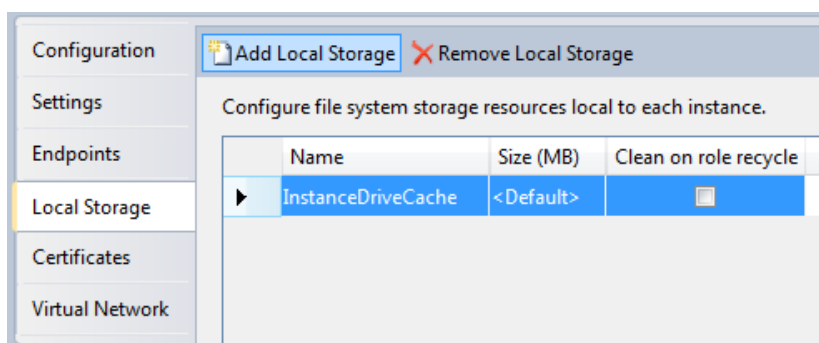 Configuration
Settings
Endpoints
Local Storage
Certificates
Virtual Network
Add Local Storage Remove Local Storage
Configure file system storage resources local to each instance.
Name Size (MB) Clean on role recycle
InstanceDriveCache <Default>